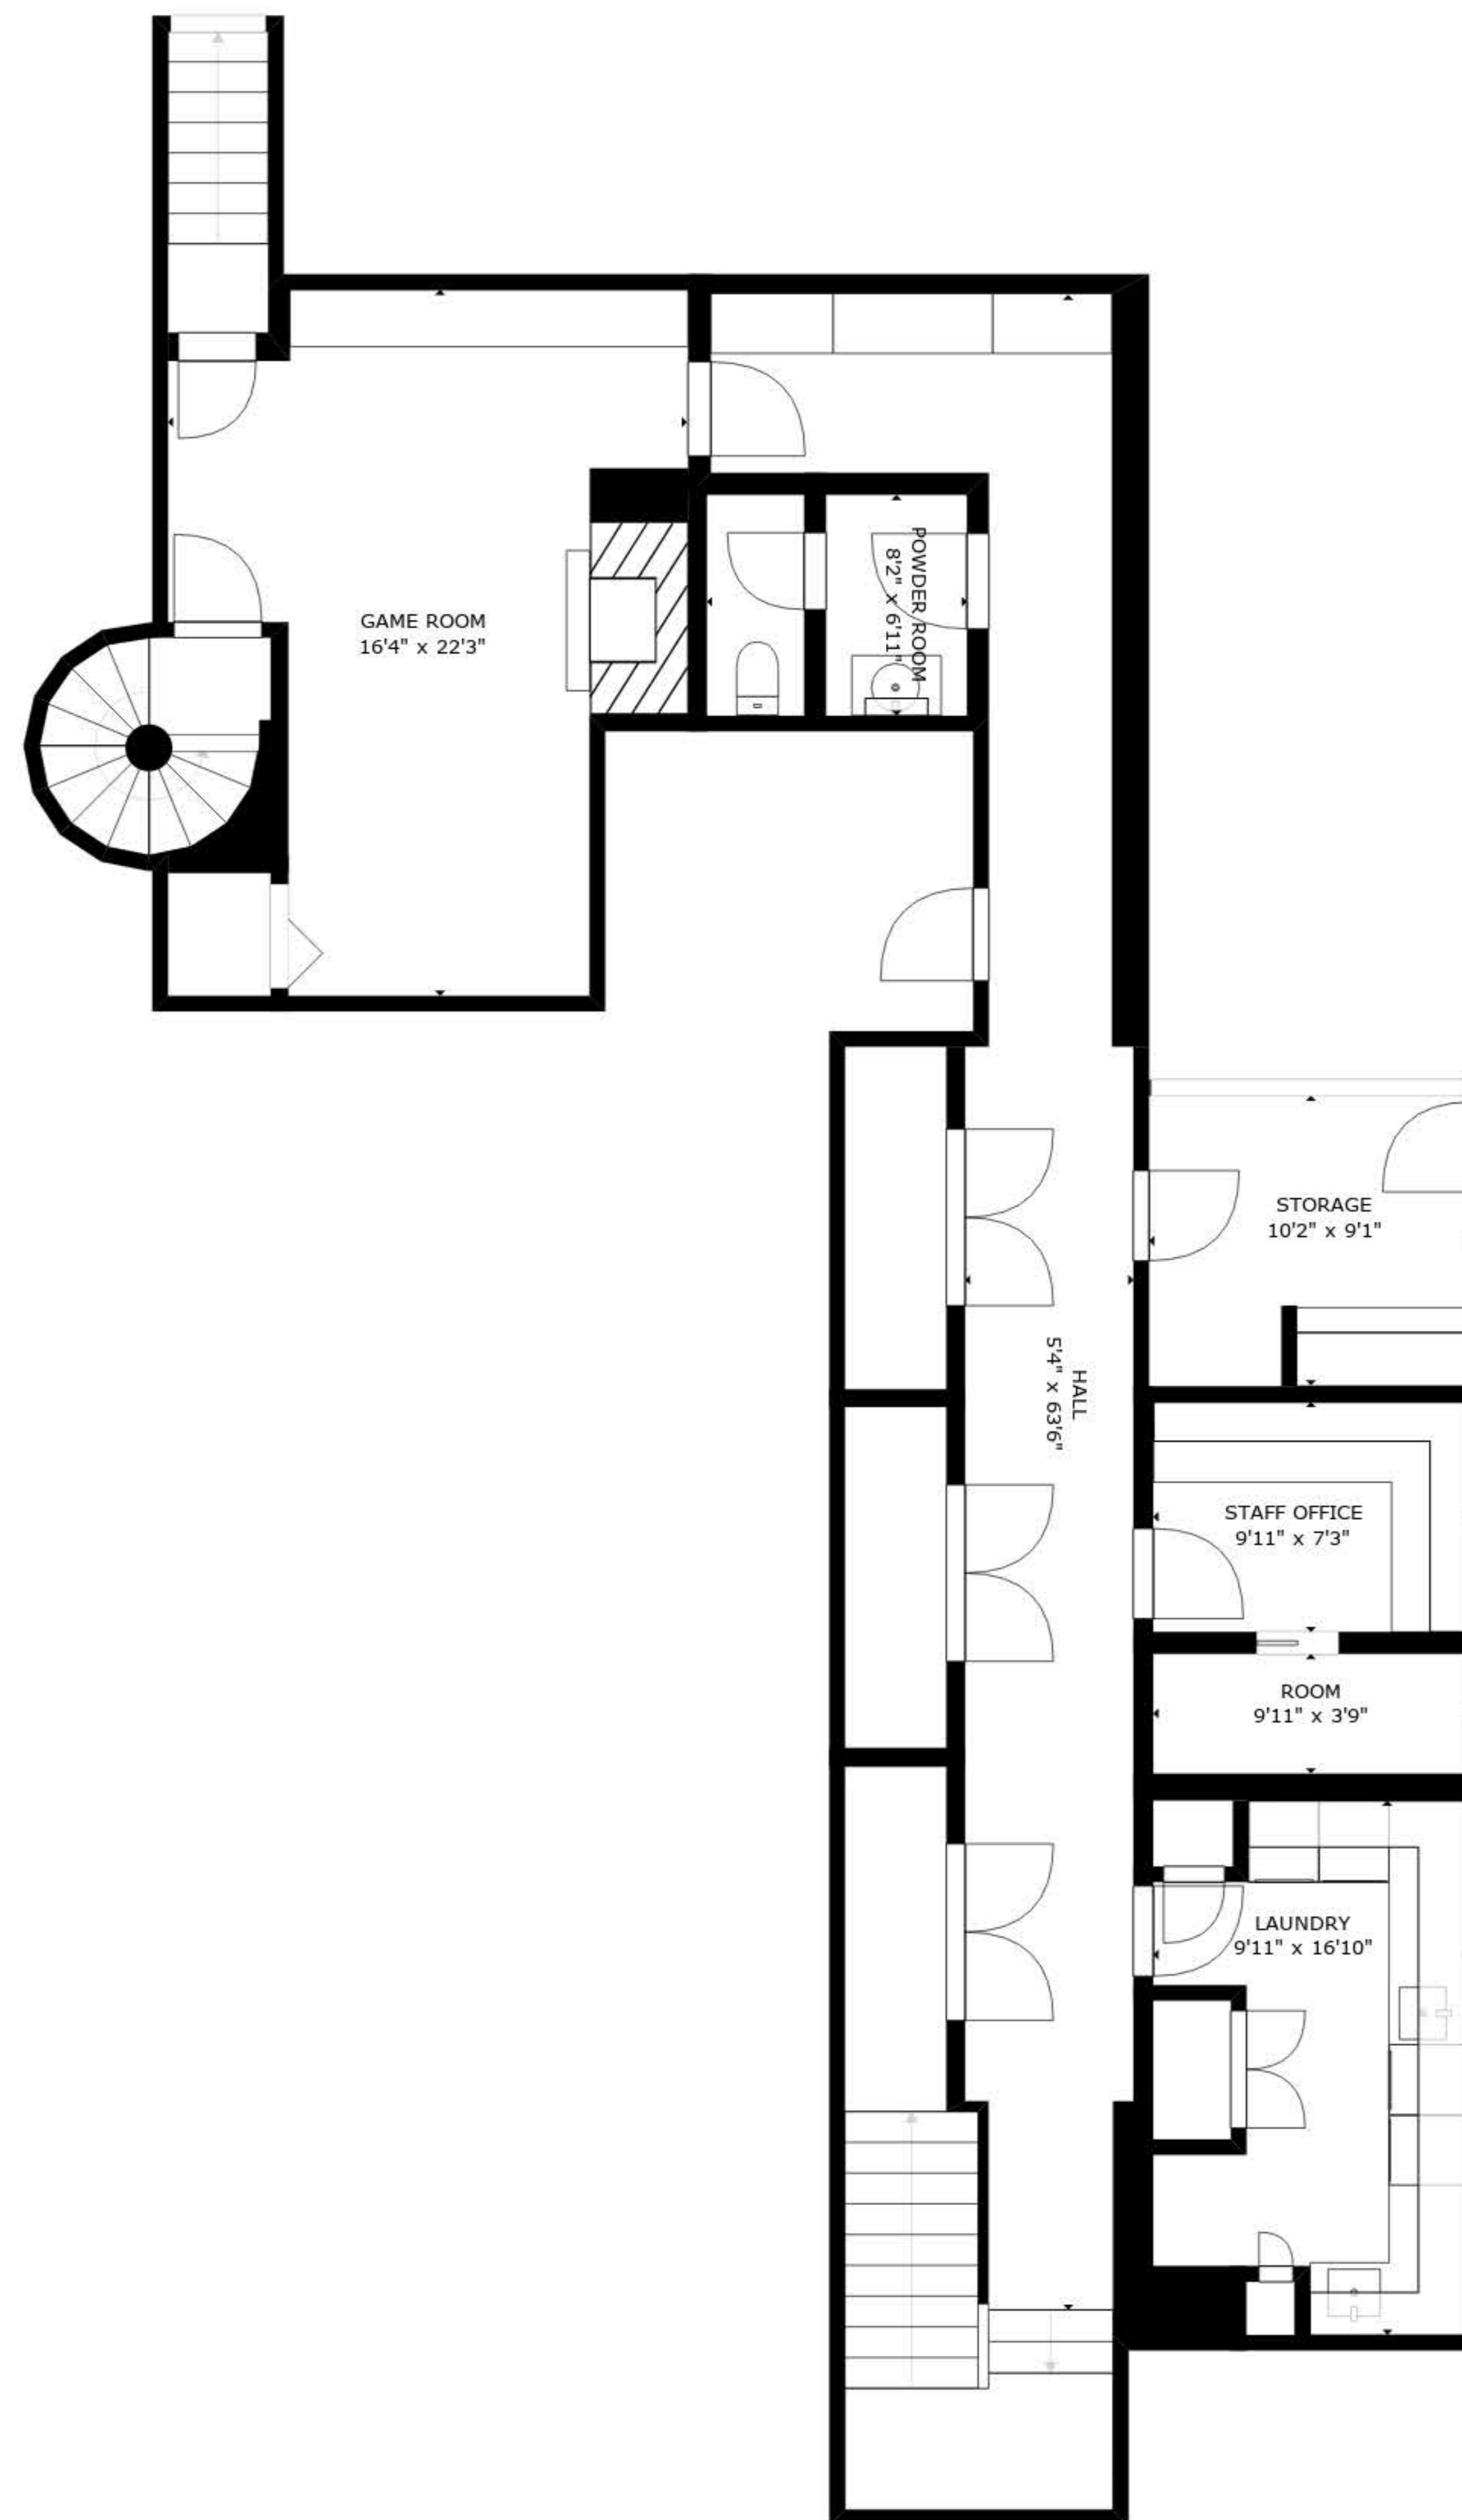 GAME ROOM
16'4" x 22'3"
POWDER ROOM
8'2" x 6'11"
STORAGE
10'2" x 9'1"
HALL
5'4" x 63'6"
STAFF OFFICE
9'11" x 7'3"
ROOM
9'11" x 3'9"
LAUNDRY
9'11" x 16'10"